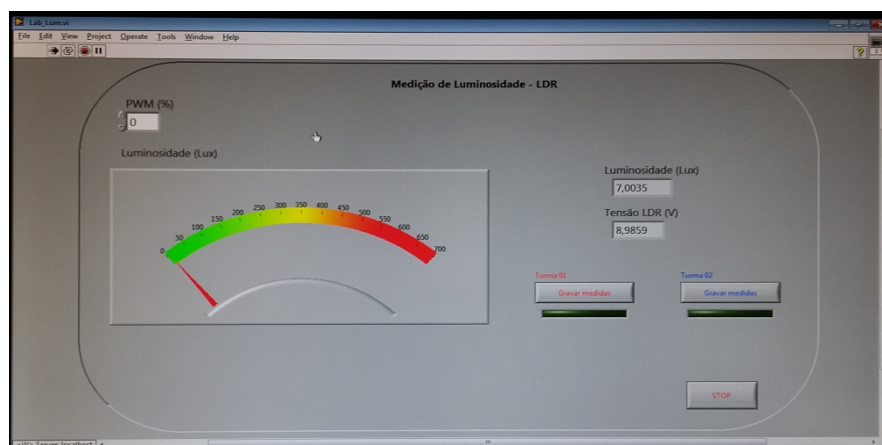 Lab_Lum.vi
File Edit View Project Operate Tools Window Help
Medição de Luminosidade - LDR
PWM (%)
0
Luminosidade (Lux)
0 50 100 150 200 250 300 350 400 450 500 550 600 650 700
Luminosidade (Lux)
7,0035
Tensão LDR (V)
8,9859
Turma 01
Gravar medidas
Turma 02
Gravar medidas
STOP